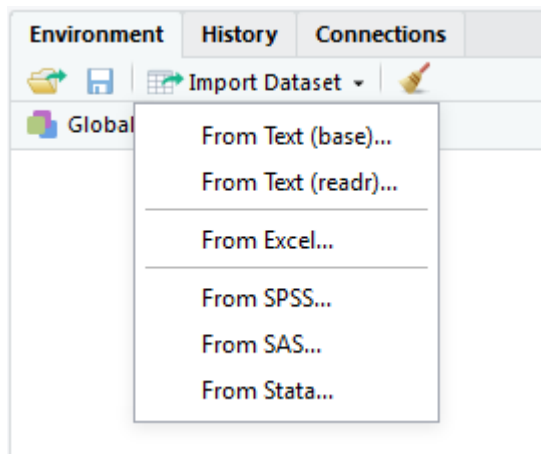 Environment History Connections
Import Dataset
Global
From Text (base)...
From Text (readr)...
From Excel...
From SPSS...
From SAS...
From Stata...